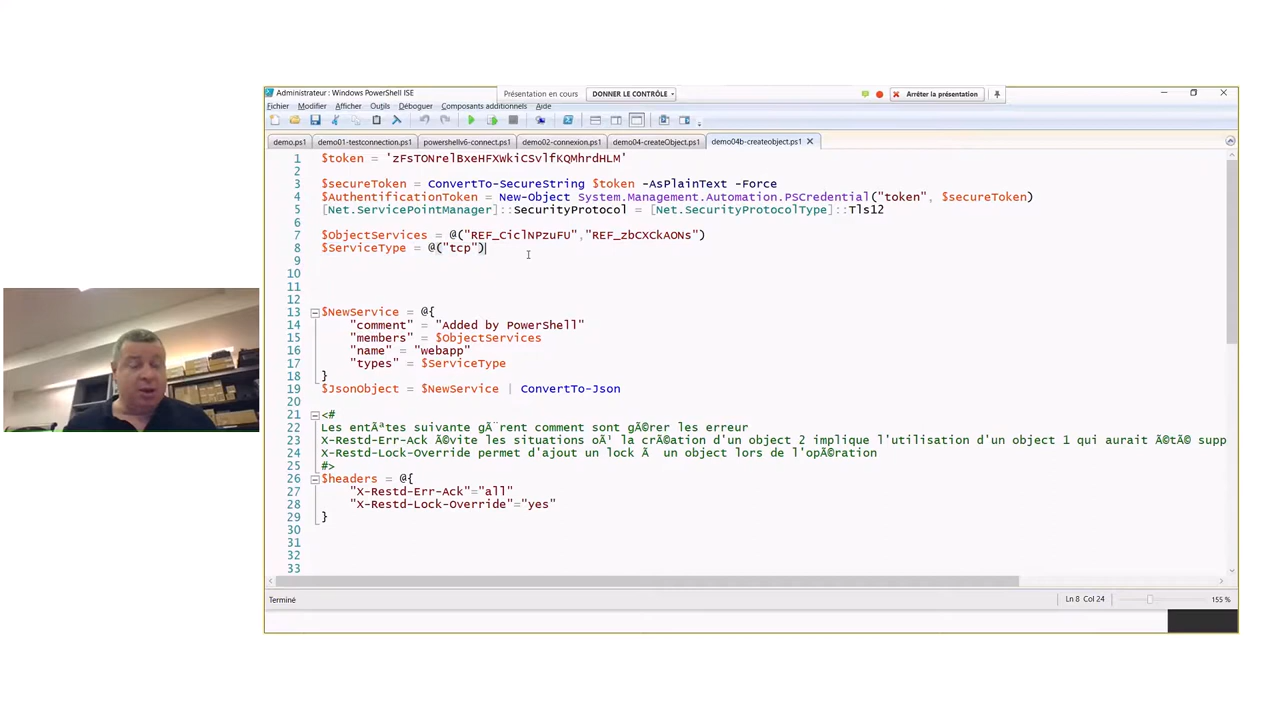 Administrateur : Windows PowerShell ISE
Présentation en cours
DONNER LE CONTRÔLE
Arrêter la présentation
Fichier Modifier Afficher Outils Déboguer Composants additionnels Aide
demo.ps1 demo01-testconnection.ps1 powershellv6-connect.ps1 demo02-connexion.ps1 demo04-createObject.ps1 demo04b-createobject.ps1 X
1 $token = 'zFsTONrelBxeHFXWkiCSvlfKQMhrdHLM'
2
3 $secureToken = ConvertTo-SecureString $token -AsPlainText -Force
4 $AuthentificationToken = New-Object System.Management.Automation.PSCredential("token", $secureToken)
5 [Net.ServicePointManager]::SecurityProtocol = [Net.SecurityProtocolType]::Tls12
6
7 $ObjectServices = @("REF_CiclNPzuFU","REF_zbCXCkAONs")
8 $ServiceType = @("tcp")
9
10
11
12
13 $NewService = @{
14 "comment" = "Added by PowerShell"
15 "members" = $ObjectServices
16 "name" = "webapp"
17 "types" = $ServiceType
18 }
19 $JsonObject = $NewService | ConvertTo-Json
20
21 <#
22 Les entÃªtes suivante gÃ¨rent comment sont gÃ©rer les erreur
23 X-Restd-Err-Ack Ã©vite les situations oÃ¹ la crÃ©ation d'un object 2 implique l'utilisation d'un object 1 qui aurait Ã©tÃ© supp
24 X-Restd-Lock-Override permet d'ajout un lock Ã un object lors de l'opÃ©ration
25 #>
26 $headers = @{
27 "X-Restd-Err-Ack"="all"
28 "X-Restd-Lock-Override"="yes"
29 }
30
31
32
33
Terminé
Ln 8 Col 24
155 %